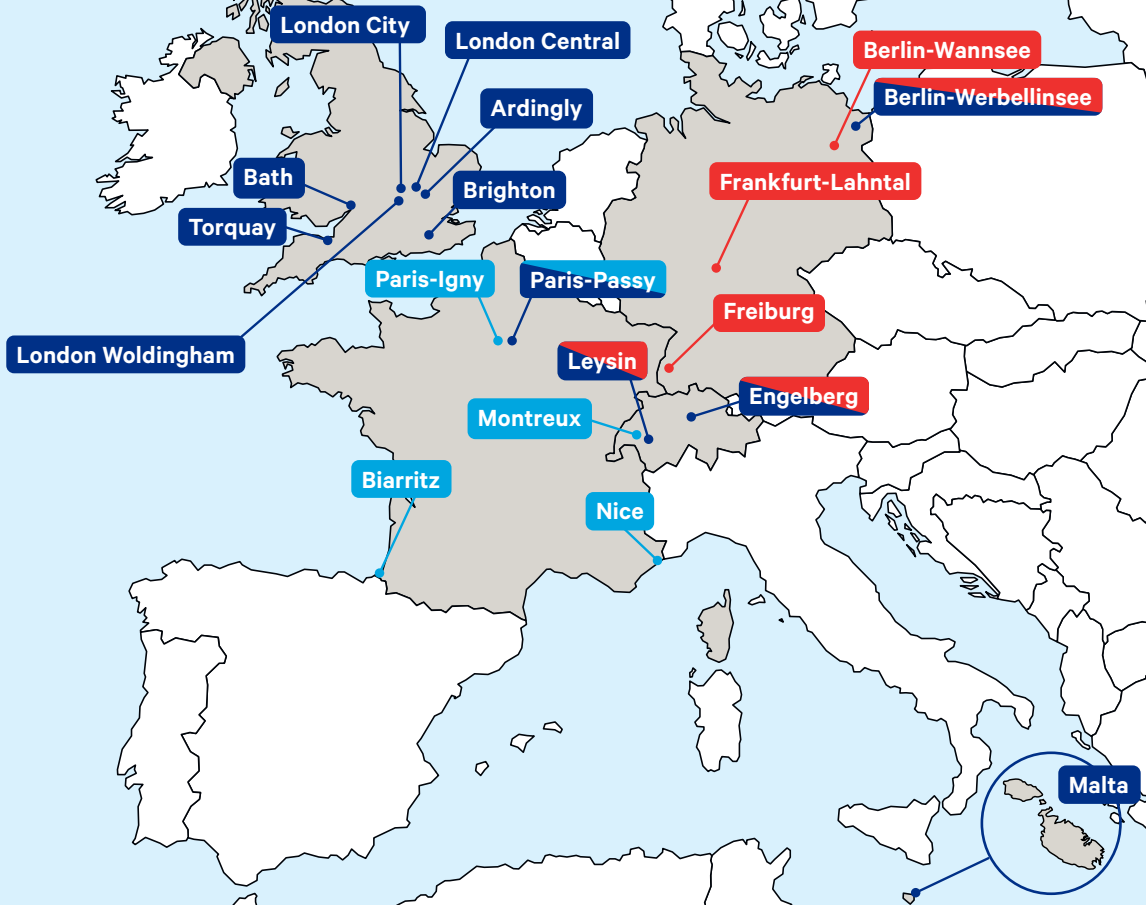 London City
London Central
Berlin-Wannsee
Berlin-Werbellinsee
Ardingly
Bath
Brighton
Frankfurt-Lahntal
Torquay
Paris-Igny
Paris-Passy
Freiburg
London Woldingham
Leysin
Engelberg
Montreux
Biarritz
Nice
Malta